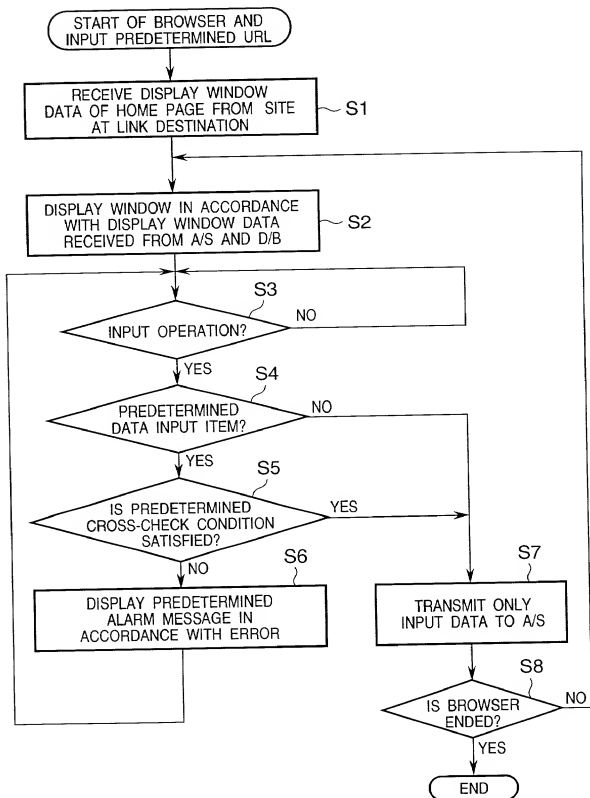 START OF BROWSER AND
INPUT PREDETERMINED URL
RECEIVE DISPLAY WINDOW
DATA OF HOME PAGE FROM SITE
AT LINK DESTINATION
S1
DISPLAY WINDOW IN ACCORDANCE
WITH DISPLAY WINDOW DATA
RECEIVED FROM A/S AND D/B
S2
S3
INPUT OPERATION?
NO
YES
S4
PREDETERMINED
DATA INPUT ITEM?
NO
YES
S5
IS PREDETERMINED
CROSS-CHECK CONDITION
SATISFIED?
YES
NO
S6
DISPLAY PREDETERMINED
ALARM MESSAGE IN
ACCORDANCE WITH ERROR
S7
TRANSMIT ONLY
INPUT DATA TO A/S
S8
IS BROWSER
ENDED?
NO
YES
END